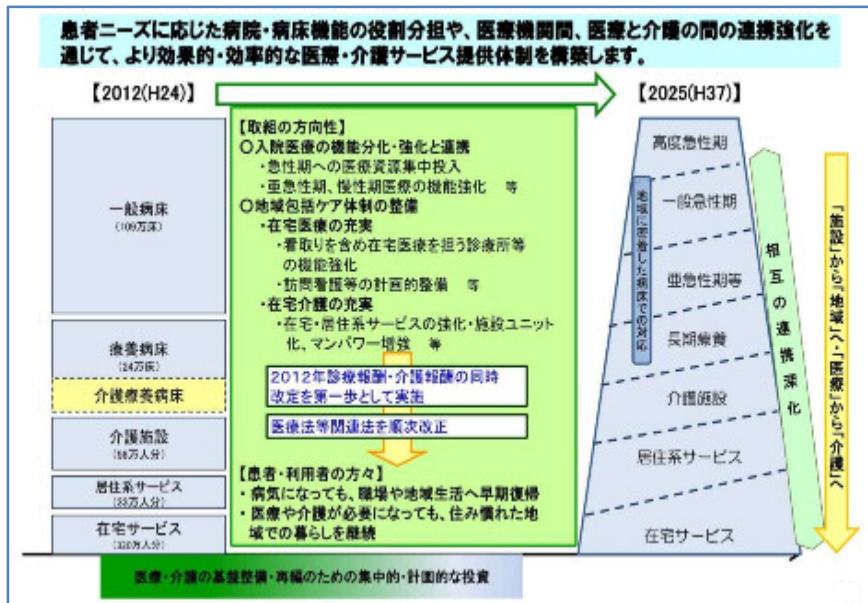 患者ニーズに応じた病院・病床機能の役割分担や、医療機関間、医療と介護の間の連携強化を
通じて、より効果的・効率的な医療・介護サービス提供体制を構築します。
【2012(H24)】
【2025(H37)】
一般病床
(109万床)
療養病床
(24万床)
介護療養病床
介護施設
居住系サービス
在宅サービス
(320万人分)
【取組の方向性】
○入院医療の機能分化・強化と連携
・急性期への医療資源集中投入
・亜急性期、慢性期医療の機能強化 等
○地域包括ケア体制の整備
・在宅医療の充実
・看取りを含め在宅医療を担う診療所等
の機能強化
・訪問看護等の計画的整備 等
・在宅介護の充実
・在宅・居住系サービスの強化・施設ユニット
化、マンパワー増強 等
2012年診療報酬・介護報酬の同時
改定を第一歩として実施
医療法等関連法を順次改正
【患者・利用者の方々】
・病気になっても、職場や地域生活へ早期復帰
・医療や介護が必要になっても、住み慣れた地
域での暮らしを継続
高度急性期
一般急性期
亜急性期等
長期療養
介護施設
居住系サービス
在宅サービス
地域に密着した病床での対応
相互の連携深化
「施設」から「地域」へ・「医療」から「介護」へ
医療・介護の基盤整備・再編のための集中的・計画的な投資